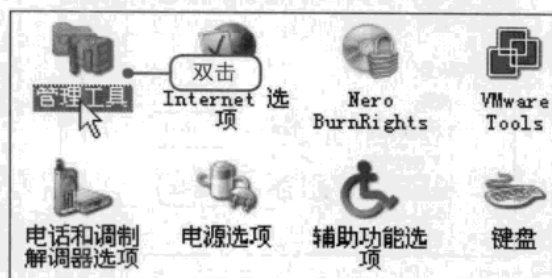 双击
管理工具
Internet 选
项
Nero
BurnRights
VMware
Tools
电话和调制
解调器选项
电源选项
辅助功能选
项
键盘